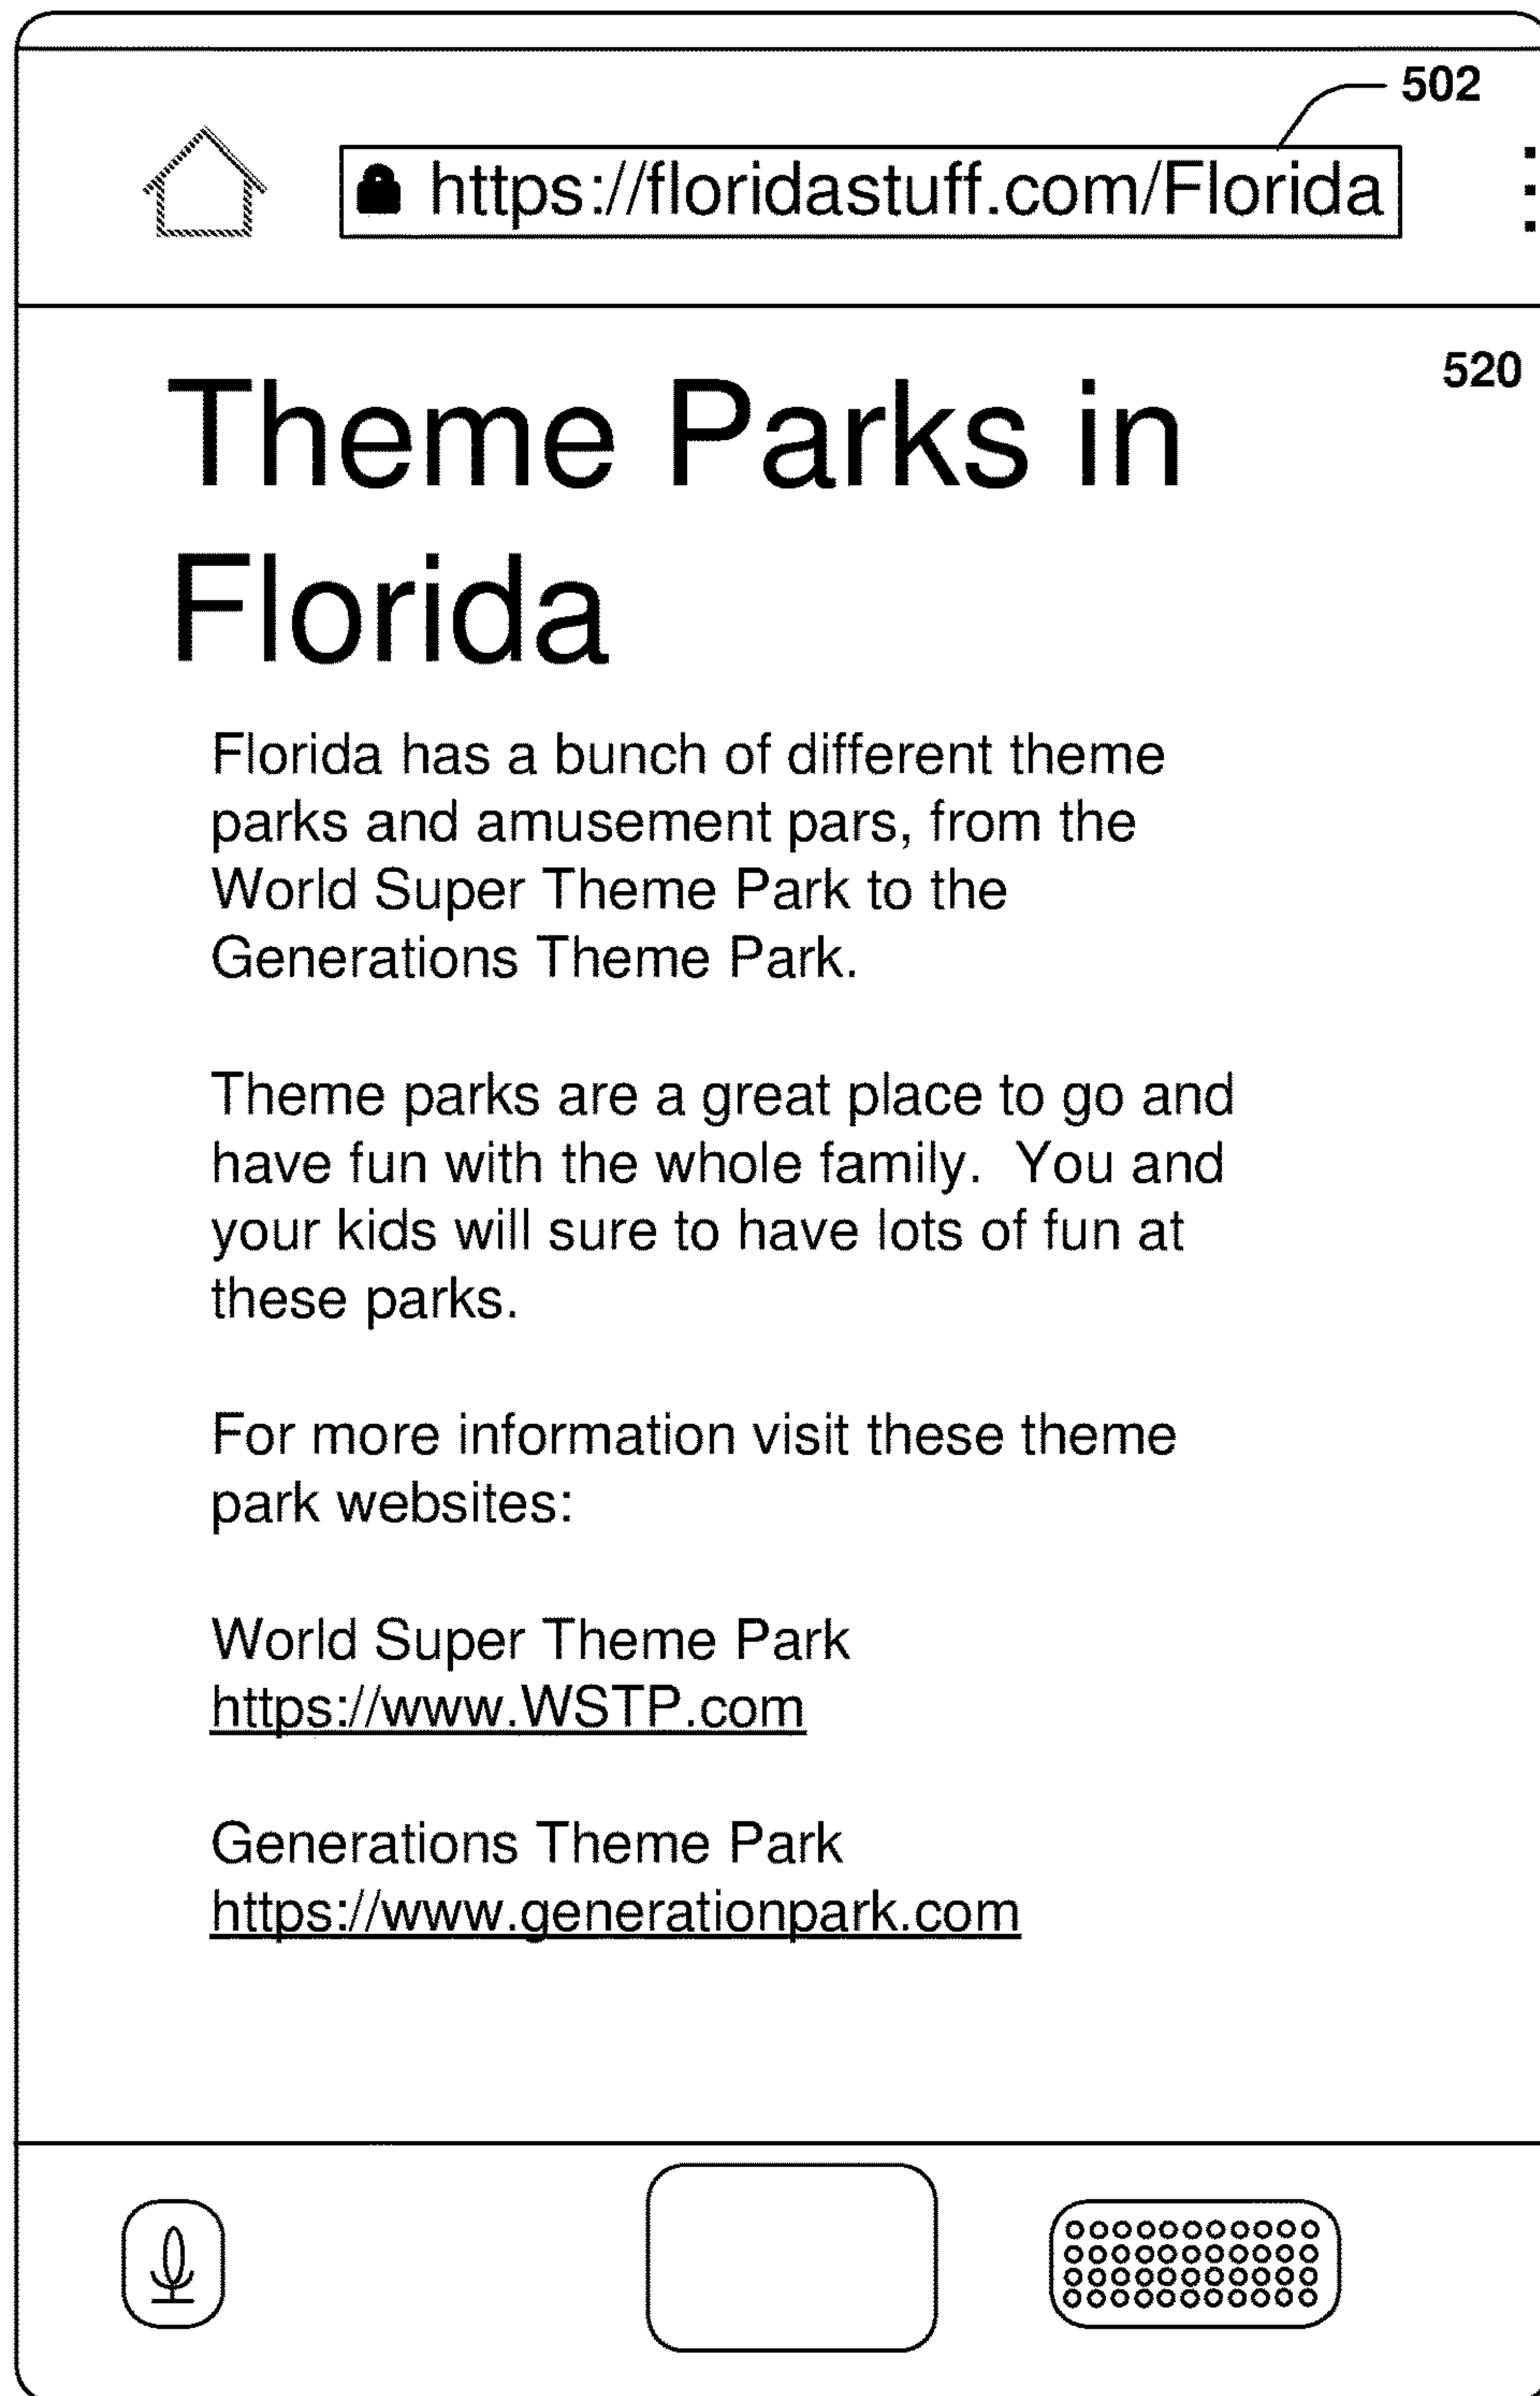 502
https://floridastuff.com/Florida
520
Theme Parks in
Florida
Florida has a bunch of different theme
parks and amusement pars, from the
World Super Theme Park to the
Generations Theme Park.
Theme parks are a great place to go and
have fun with the whole family.  You and
your kids will sure to have lots of fun at
these parks.
For more information visit these theme
park websites:
World Super Theme Park
https://www.WSTP.com
Generations Theme Park
https://www.generationpark.com